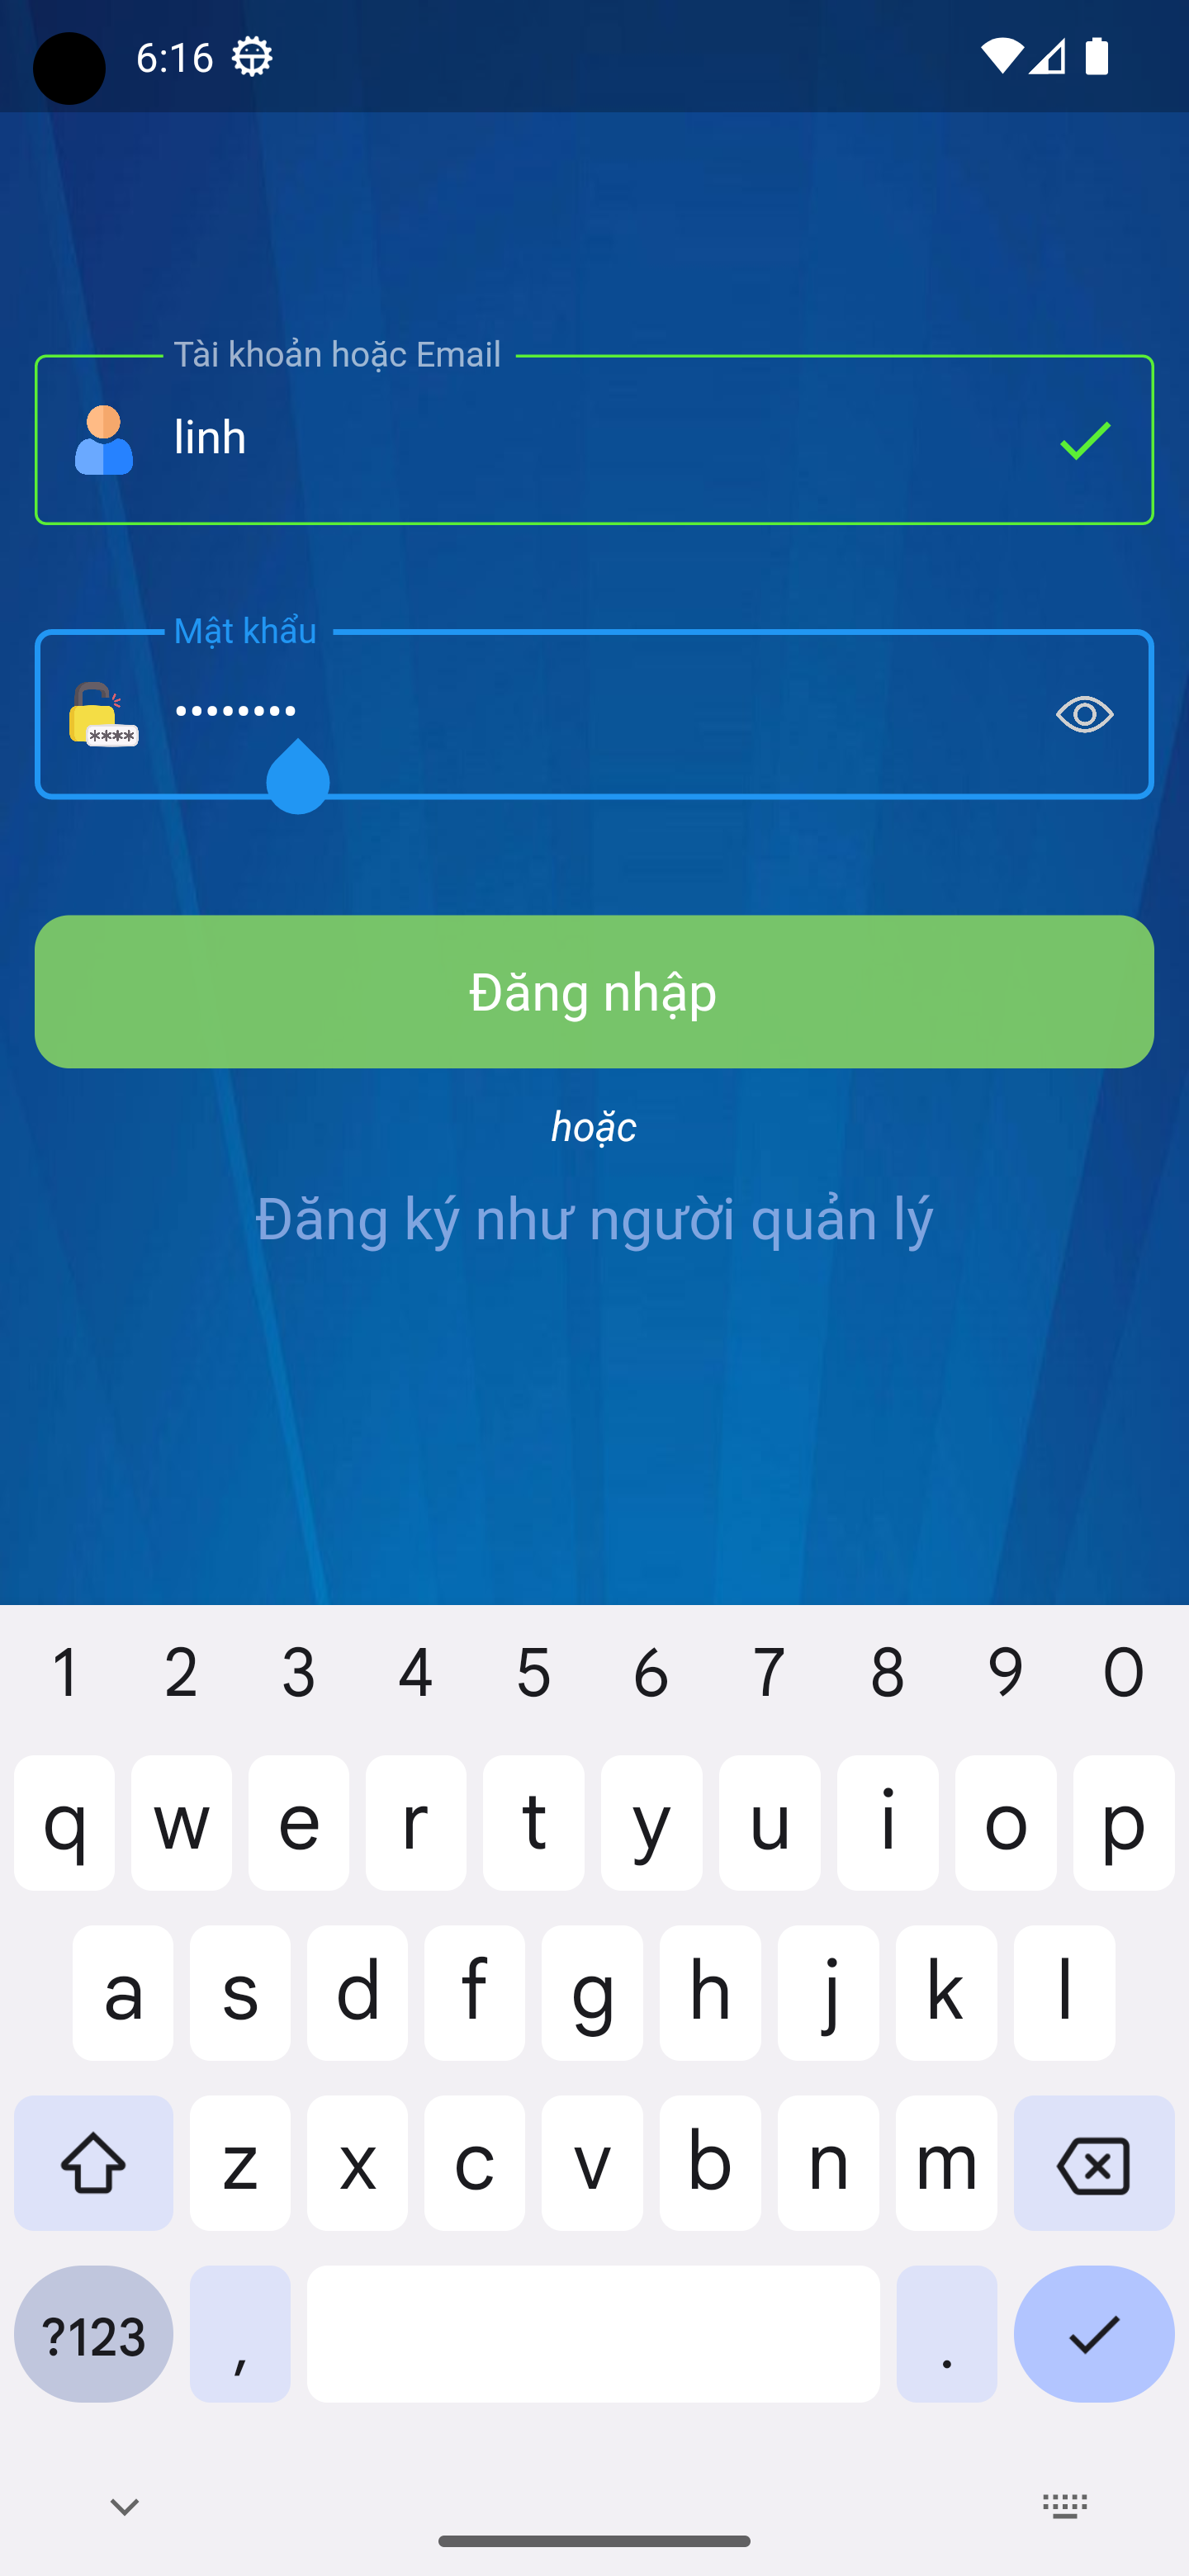 6:16
Tài khoản hoặc Email
linh
Mật khẩu
••••••••
****
Đăng nhập
hoặc
Đăng ký như người quản lý
1 2 3 4 5 6 7 8 9 0
q w e r t y u i o p
a s d f g h j k l
z x c v b n m
?123 , .